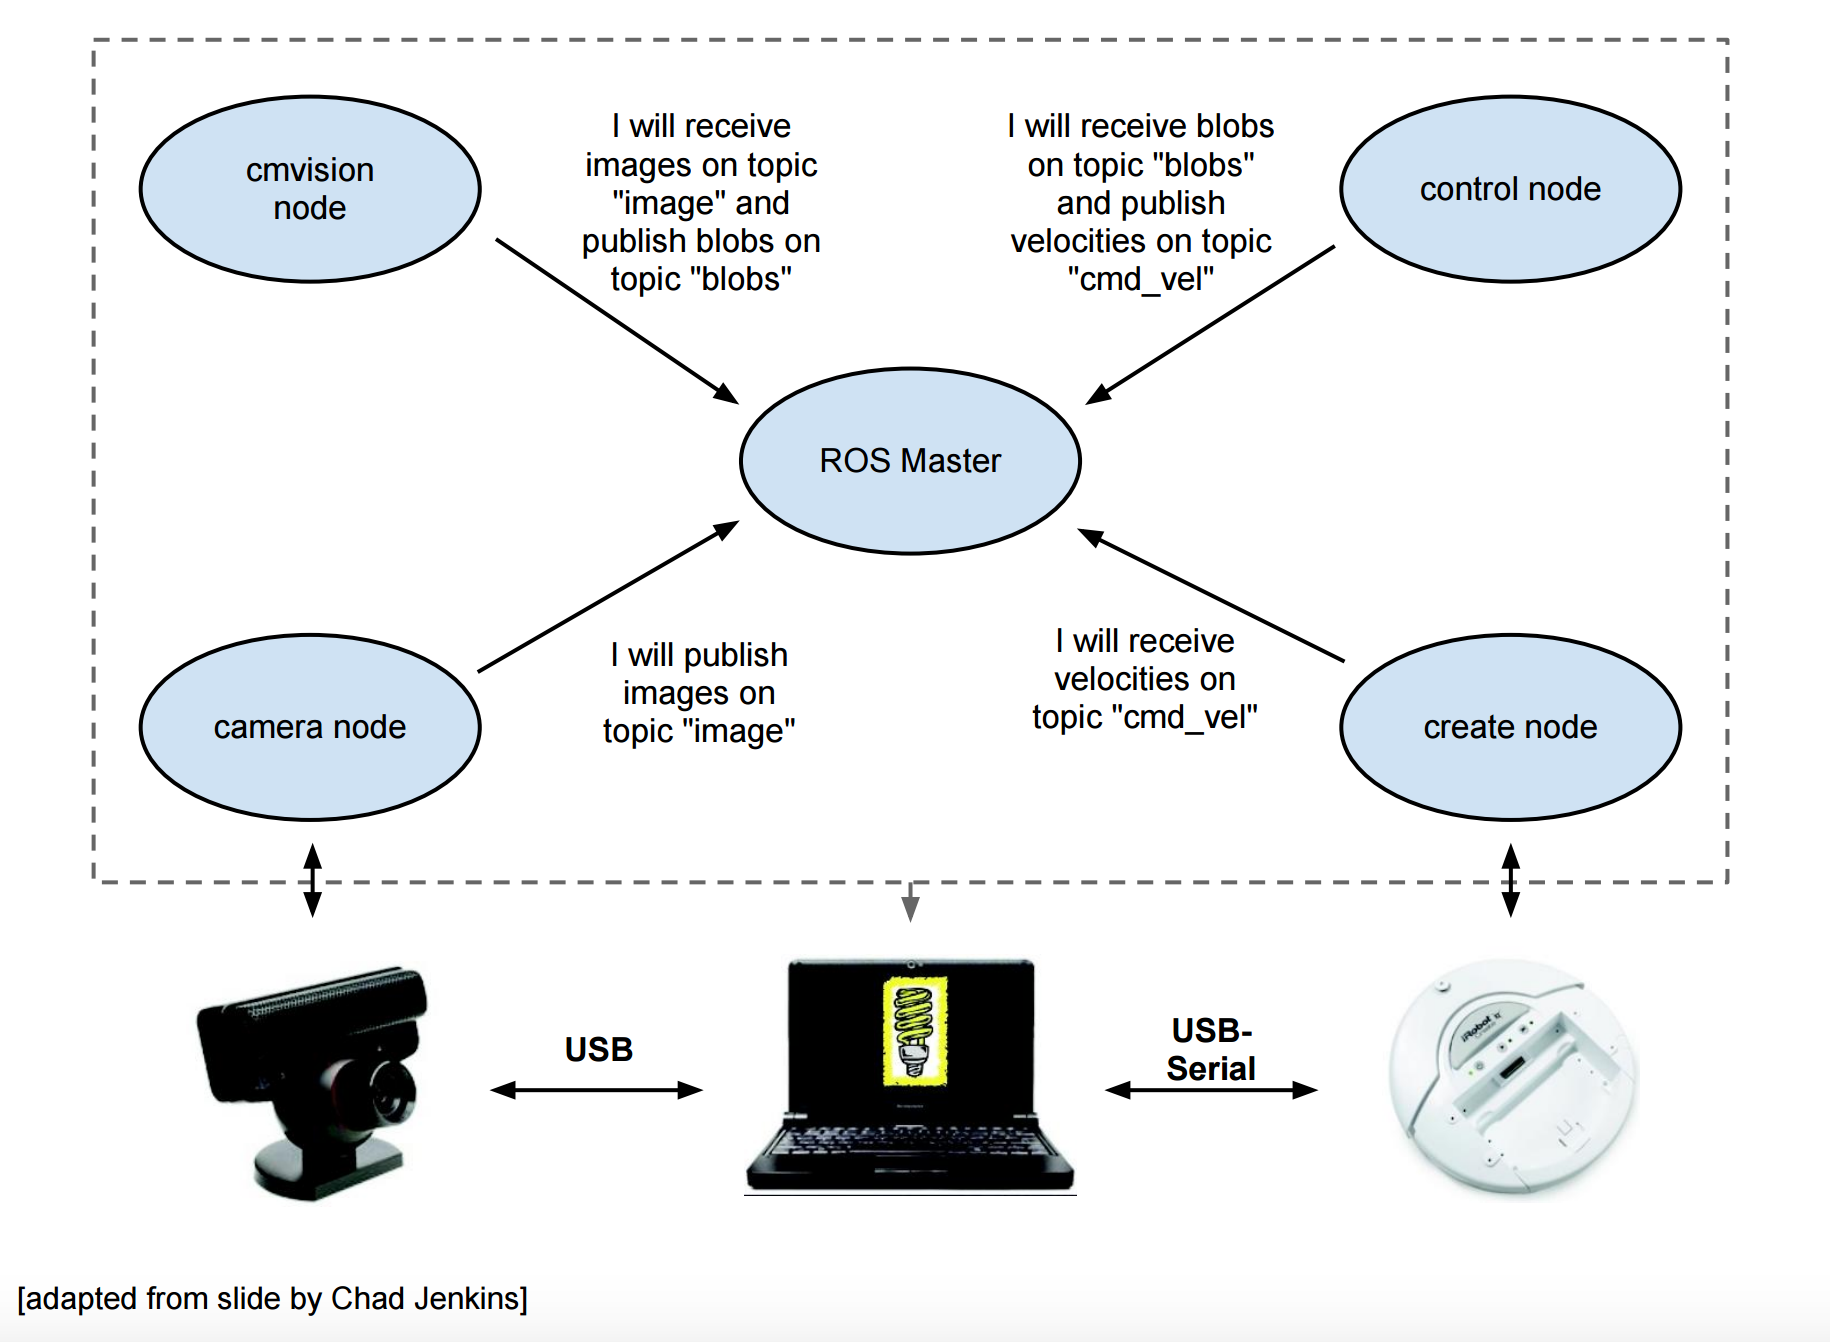 cmvision
node
I will receive
images on topic
"image" and
publish blobs on
topic "blobs"
I will receive blobs
on topic "blobs"
and publish
velocities on topic
"cmd_vel"
control node
ROS Master
camera node
I will publish
images on
topic "image"
I will receive
velocities on
topic "cmd_vel"
create node
USB
USB-
Serial
iRobot
[adapted from slide by Chad Jenkins]